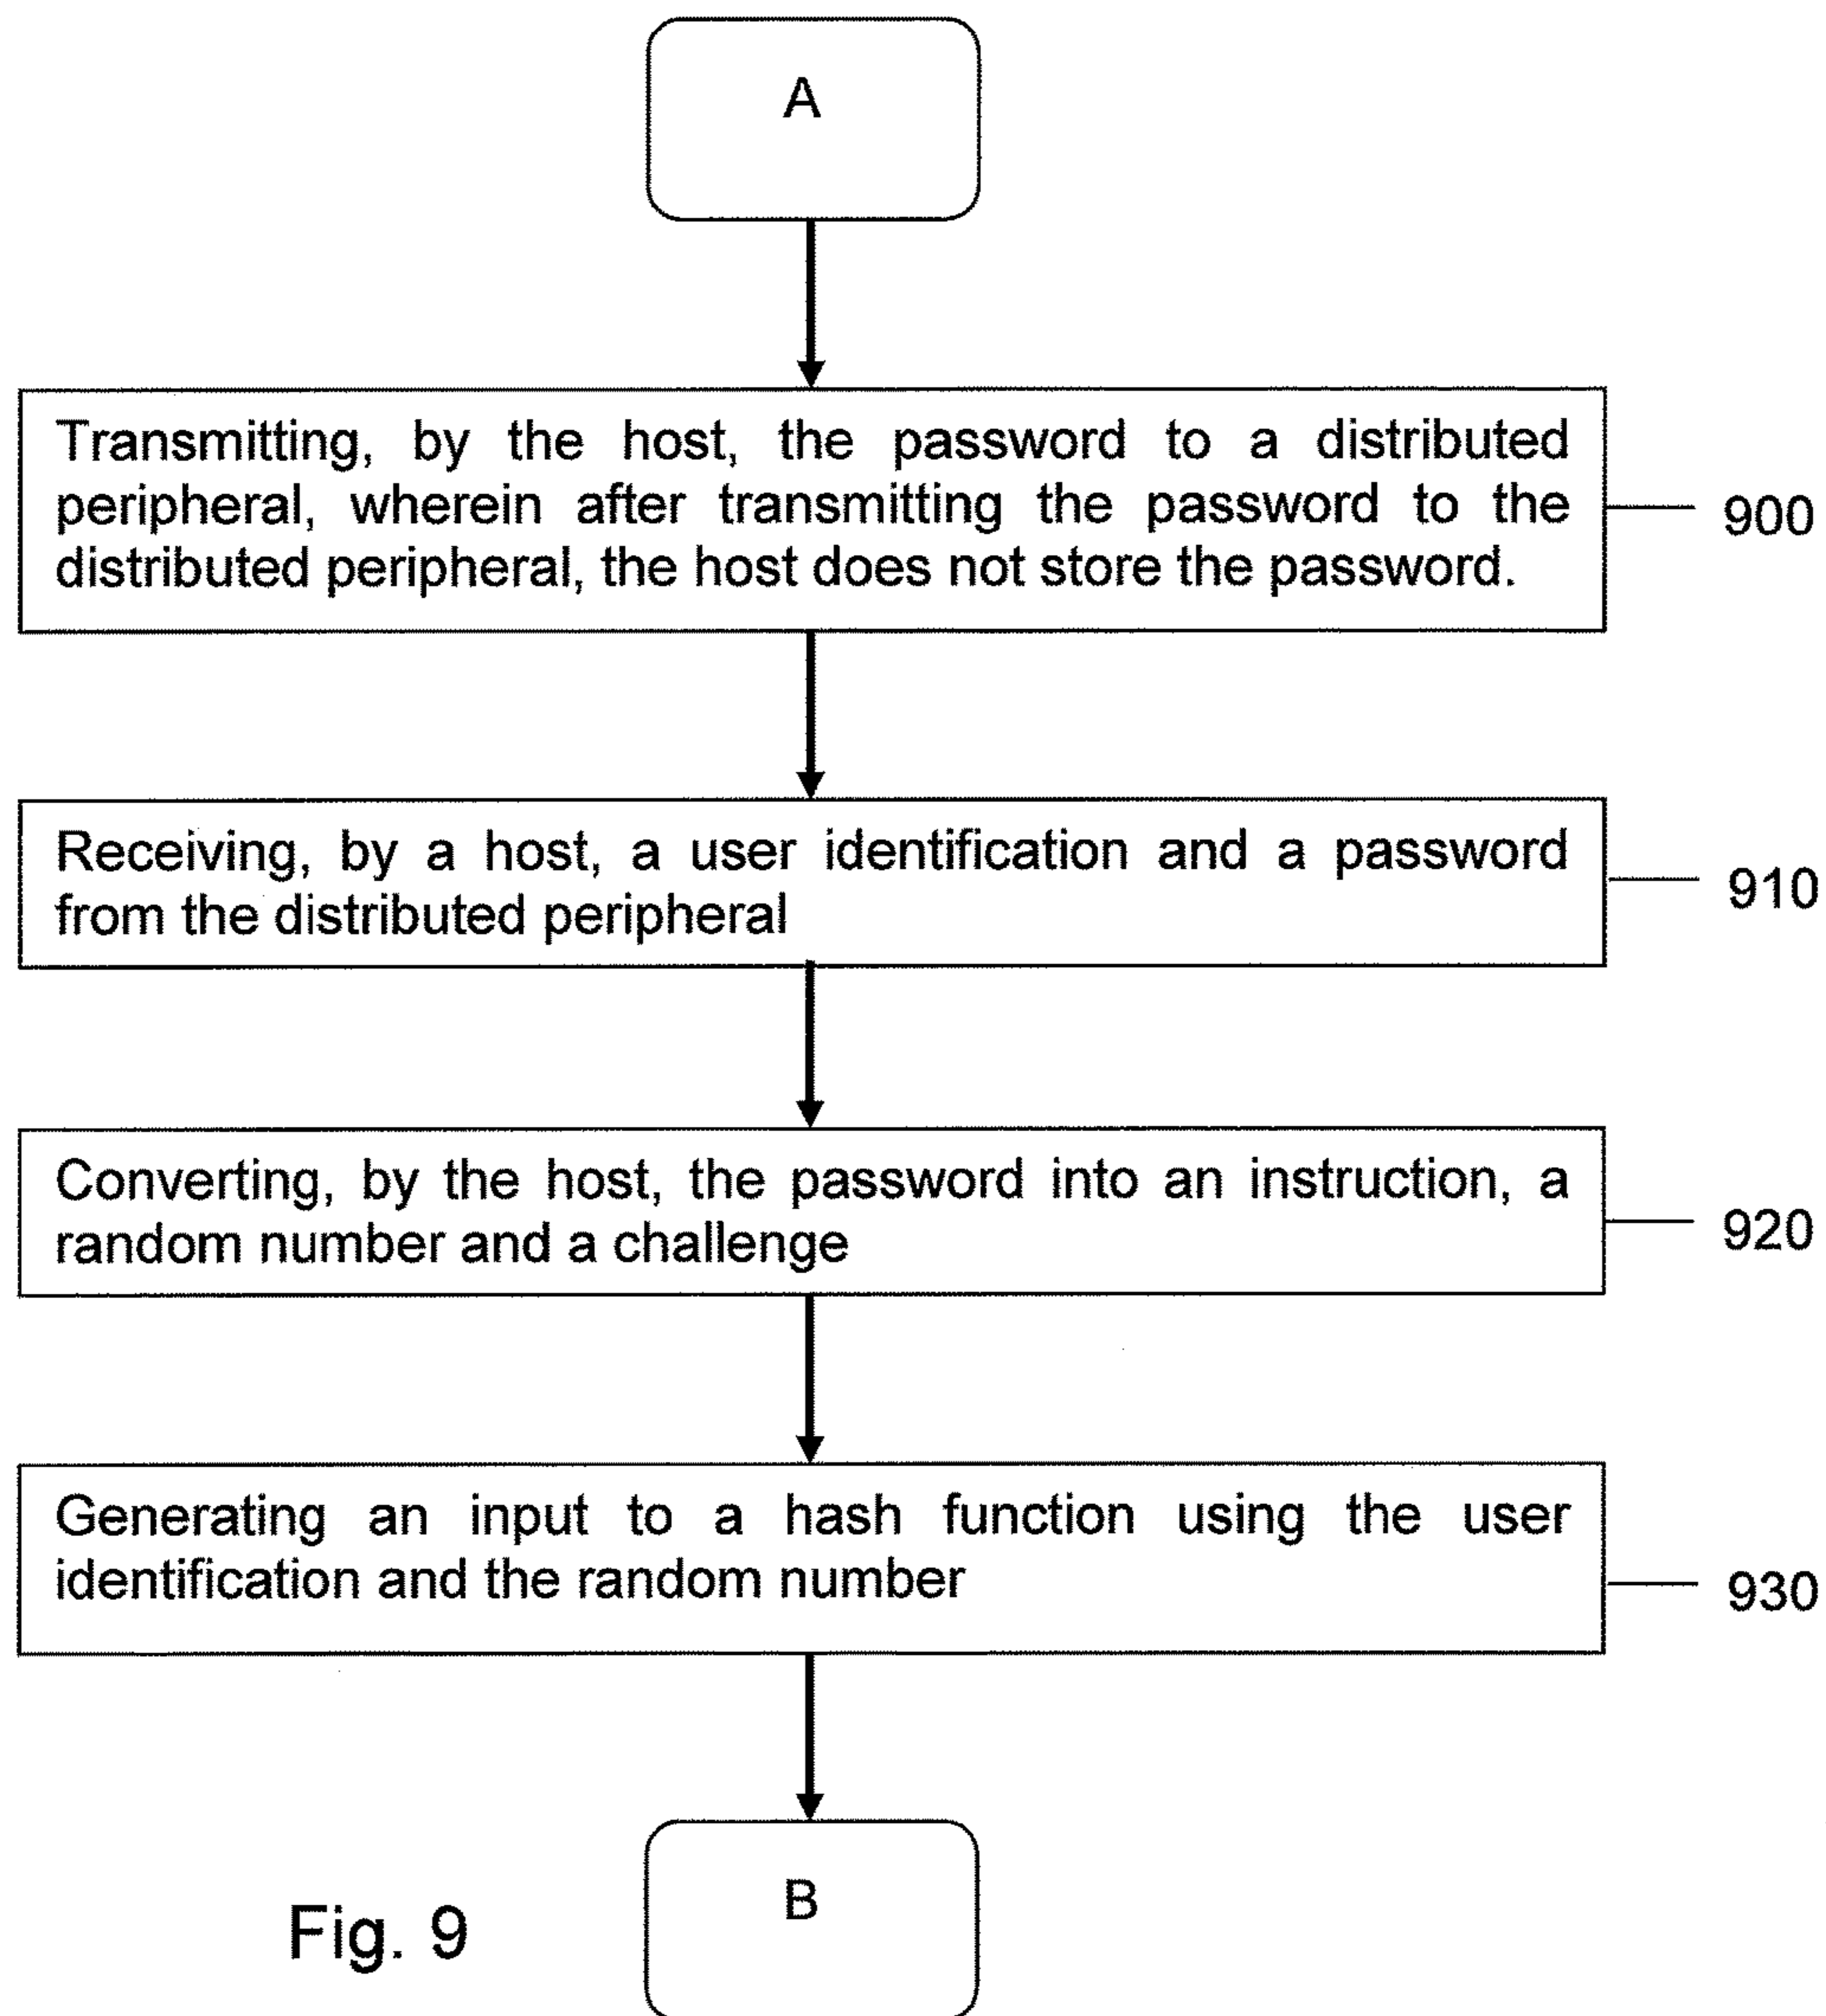 A
Transmitting, by the host, the password to a distributed
peripheral, wherein after transmitting the password to the
distributed peripheral, the host does not store the password.
900
Receiving, by a host, a user identification and a password
from the distributed peripheral
910
Converting, by the host, the password into an instruction, a
random number and a challenge
920
Generating an input to a hash function using the user
identification and the random number
930
B
Fig. 9